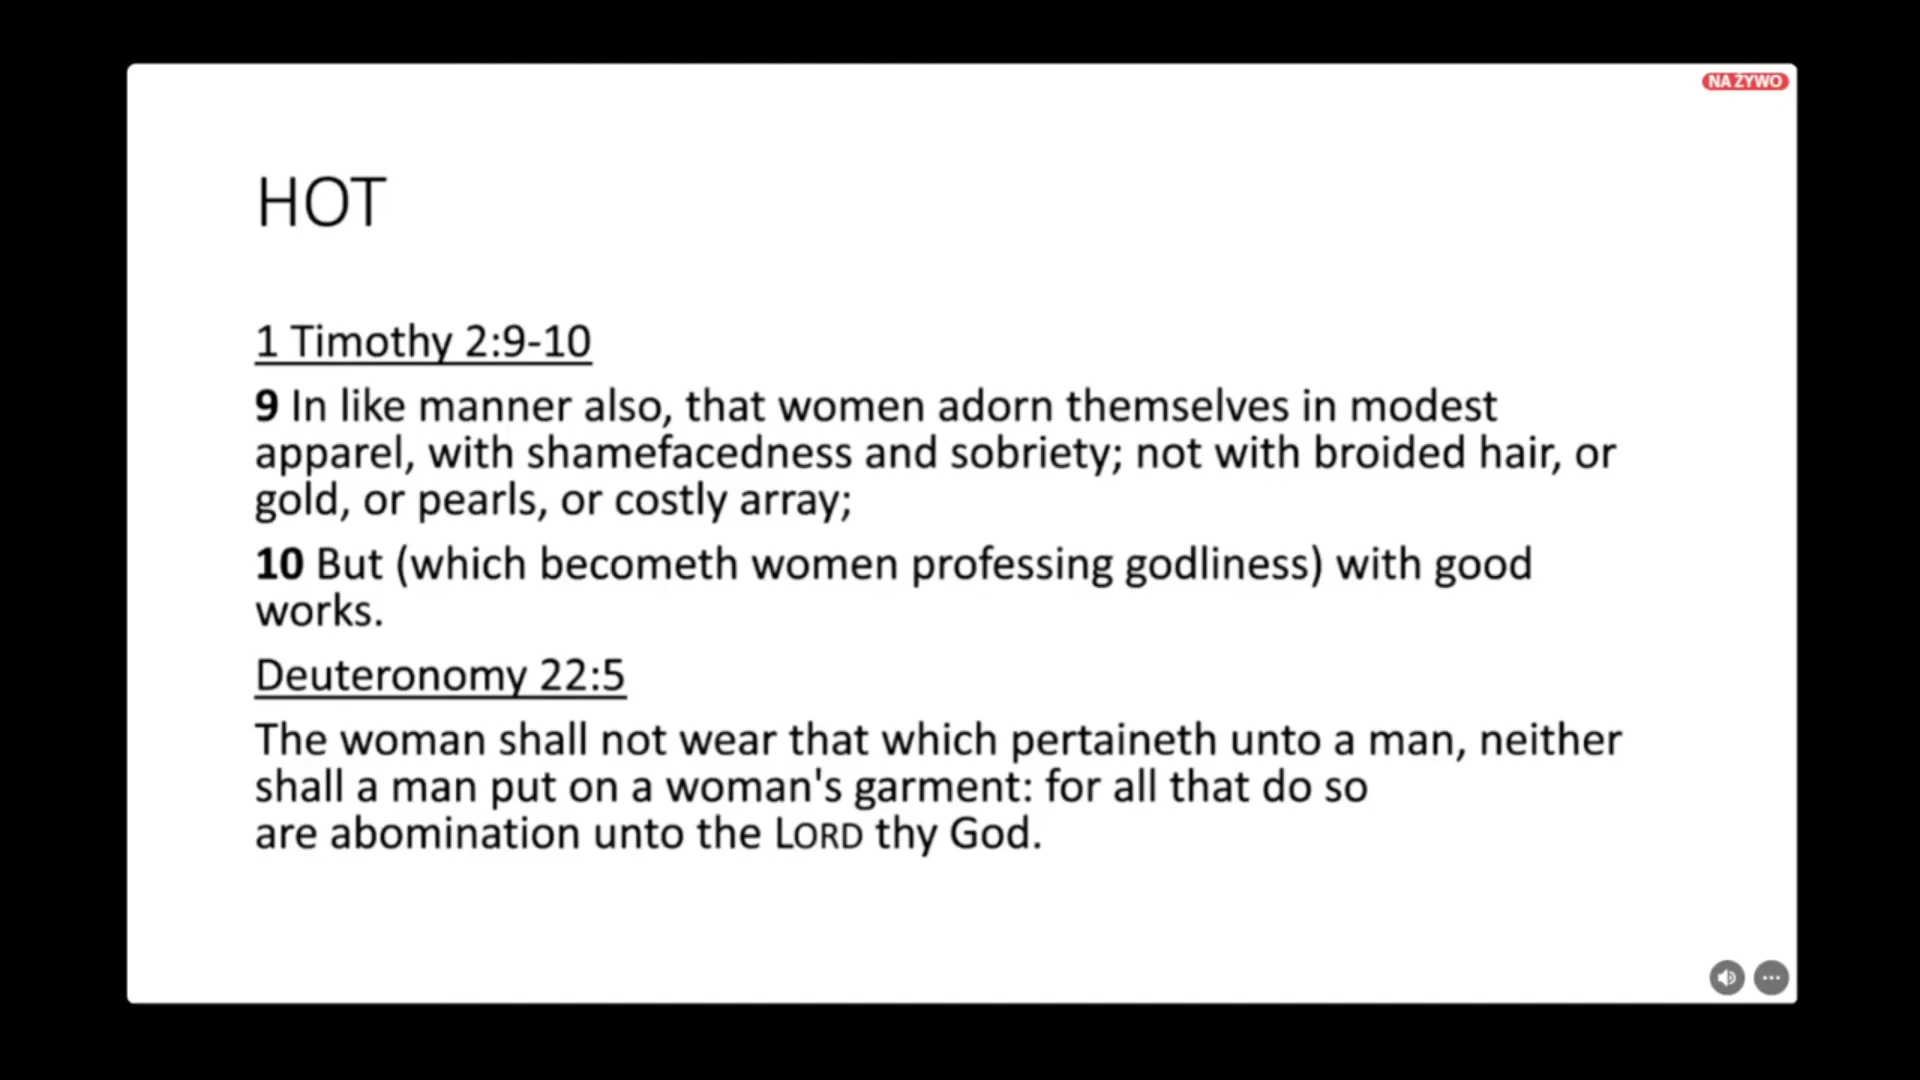 NA ŻYWO
HOT
1 Timothy 2:9-10
9 In like manner also, that women adorn themselves in modest
apparel, with shamefacedness and sobriety; not with broided hair, or
gold, or pearls, or costly array;
10 But (which becometh women professing godliness) with good
works.
Deuteronomy 22:5
The woman shall not wear that which pertaineth unto a man, neither
shall a man put on a woman's garment: for all that do so
are abomination unto the LORD thy God.